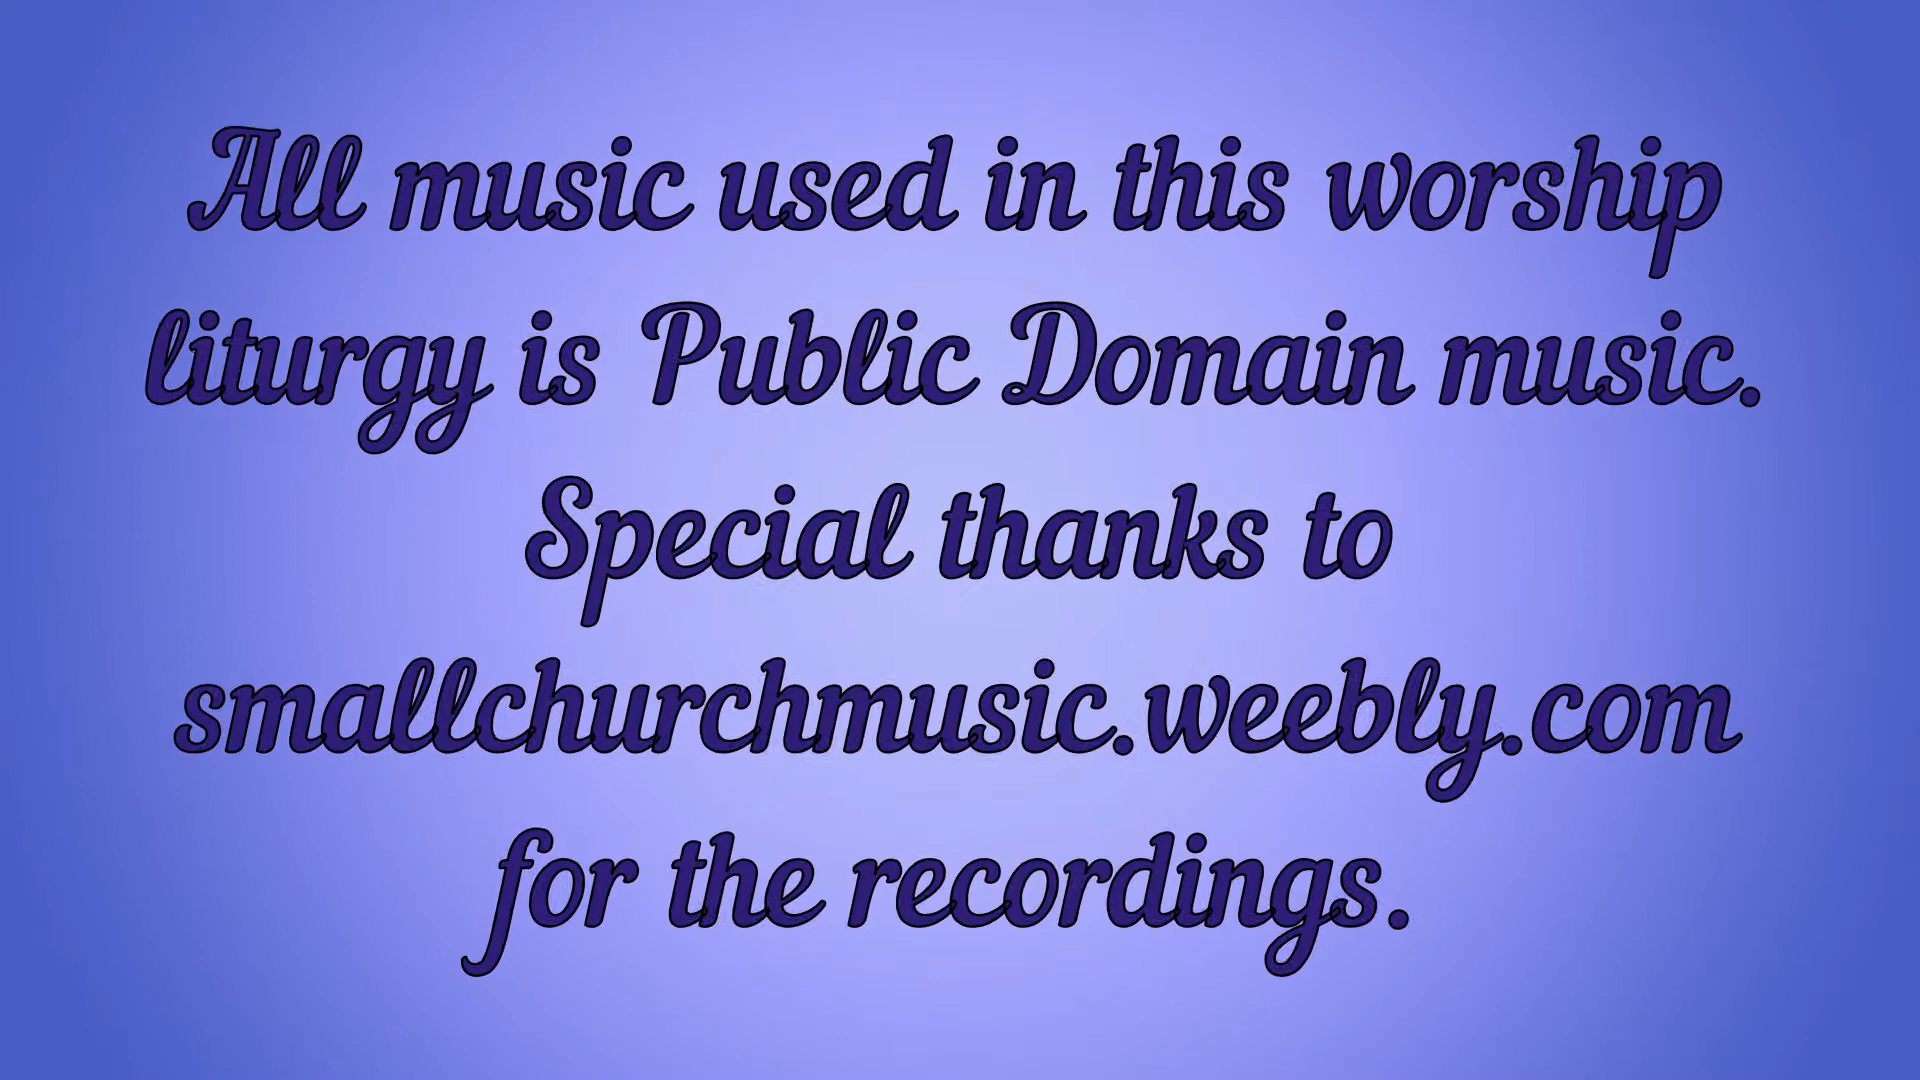 All music used in this worship
liturgy is Public Domain music.
Special thanks to
smallchurchmusic.weebly.com
for the recordings.